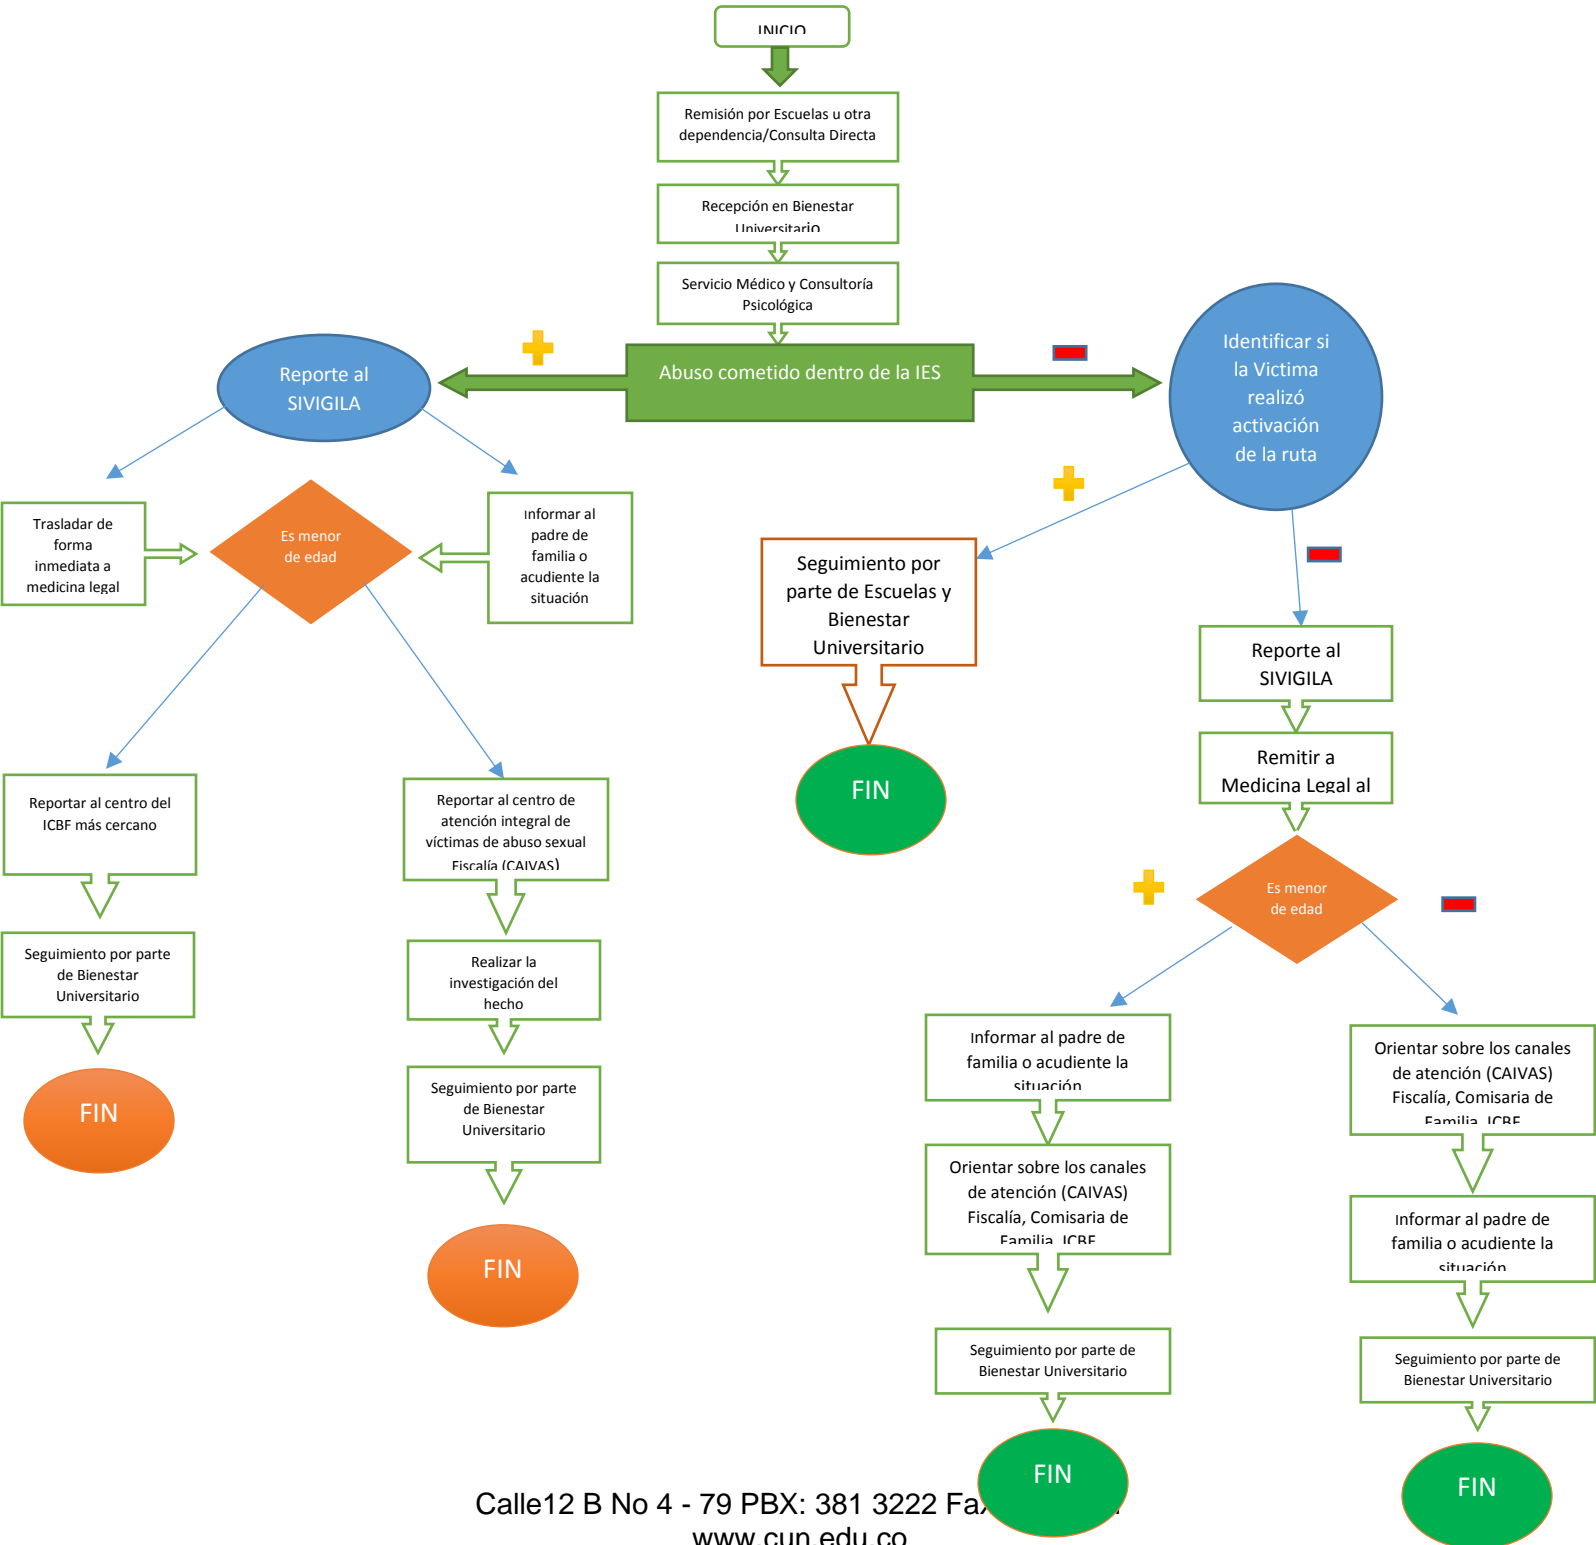 INICIO
Remisión por Escuelas u otra
dependencia/Consulta Directa
Recepción en Bienestar
Universitario
Servicio Médico y Consultoría
Psicológica
Abuso cometido dentro de la IES
Reporte al
SIVIGILA
Identificar si
la Victima
realizó
activación
de la ruta
Trasladar de
forma
inmediata a
medicina legal
Es menor
de edad
Informar al
padre de
familia o
acudiente la
situación
Seguimiento por
parte de Escuelas y
Bienestar
Universitario
FIN
Reporte al
SIVIGILA
Remitir a
Medicina Legal al
Es menor
de edad
Reportar al centro del
ICBF más cercano
Seguimiento por parte
de Bienestar
Universitario
FIN
Reportar al centro de
atención integral de
víctimas de abuso sexual
Fiscalía (CAIVAS)
Realizar la
investigación del
hecho
Seguimiento por parte
de Bienestar
Universitario
FIN
Informar al padre de
familia o acudiente la
situación
Orientar sobre los canales
de atención (CAIVAS)
Fiscalía, Comisaria de
Familia, ICBF
Seguimiento por parte de
Bienestar Universitario
FIN
Orientar sobre los canales
de atención (CAIVAS)
Fiscalía, Comisaria de
Familia, ICBF
Informar al padre de
familia o acudiente la
situación
Seguimiento por parte de
Bienestar Universitario
FIN
Calle12 B No 4 - 79 PBX: 381 3222 Fax
www.cun.edu.co